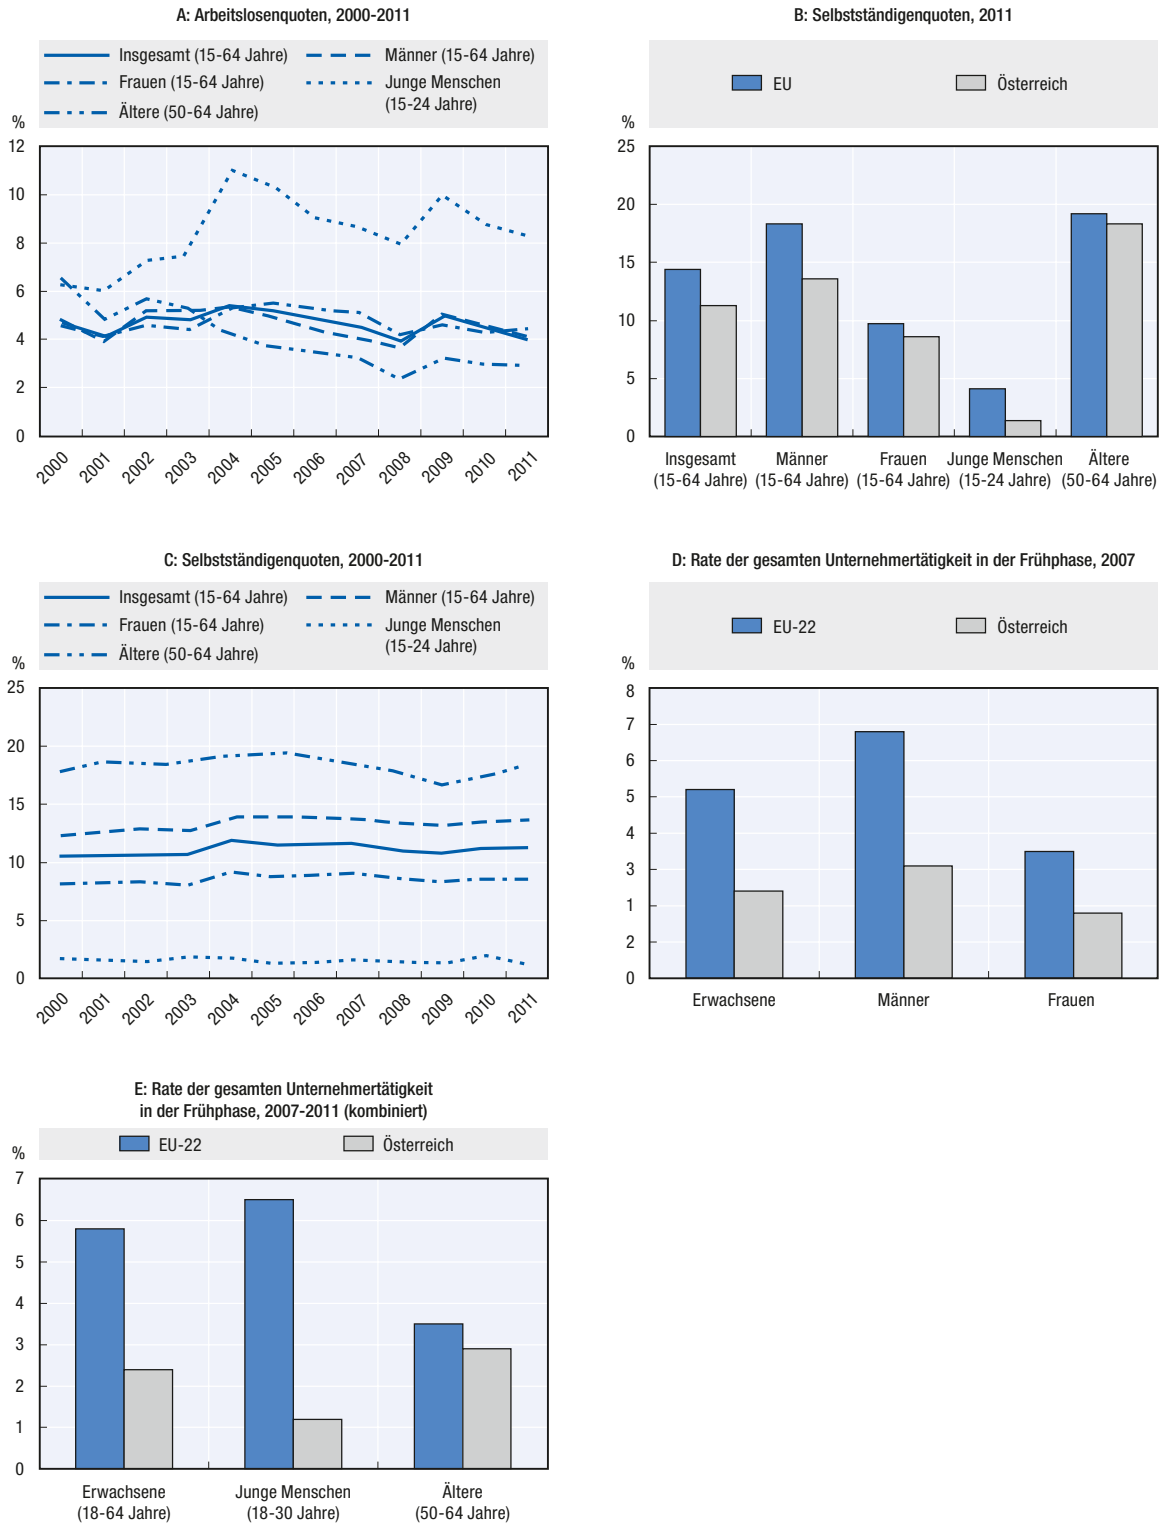 A: Arbeitslosenquoten, 2000-2011
Insgesamt (15-64 Jahre)
Männer (15-64 Jahre)
Frauen (15-64 Jahre)
Junge Menschen
(15-24 Jahre)
Ältere (50-64 Jahre)
%
12
10
8
6
4
2
0
2000
2001
2002
2003
2004
2005
2006
2007
2008
2009
2010
2011
B: Selbstständigenquoten, 2011
EU
Österreich
%
25
20
15
10
5
0
Insgesamt
(15-64 Jahre)
Männer
(15-64 Jahre)
Frauen
(15-64 Jahre)
Junge Menschen
(15-24 Jahre)
Ältere
(50-64 Jahre)
C: Selbstständigenquoten, 2000-2011
Insgesamt (15-64 Jahre)
Männer (15-64 Jahre)
Frauen (15-64 Jahre)
Junge Menschen
(15-24 Jahre)
Ältere (50-64 Jahre)
%
25
20
15
10
5
0
2000
2001
2002
2003
2004
2005
2006
2007
2008
2009
2010
2011
D: Rate der gesamten Unternehmertätigkeit in der Frühphase, 2007
EU-22
Österreich
%
8
7
6
5
4
3
1
2
0
Erwachsene
Männer
Frauen
E: Rate der gesamten Unternehmertätigkeit
in der Frühphase, 2007-2011 (kombiniert)
EU-22
Österreich
%
7
6
5
4
3
2
1
0
Erwachsene
(18-64 Jahre)
Junge Menschen
(18-30 Jahre)
Ältere
(50-64 Jahre)